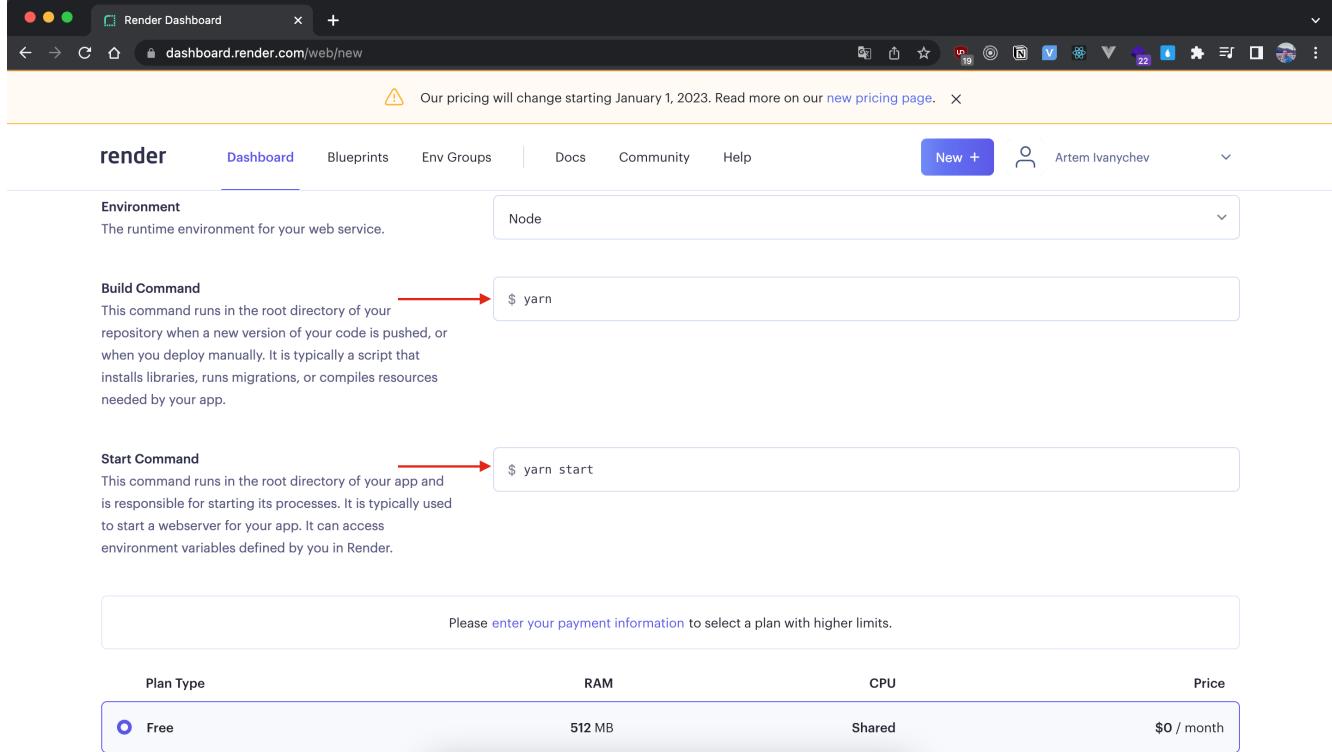 Render Dashboard
dashboard.render.com/web/new
19
22
Our pricing will change starting January 1, 2023. Read more on our new pricing page.
render Dashboard Blueprints Env Groups Docs Community Help New + Artem Ivanychev
Environment
The runtime environment for your web service.
Node
Build Command
This command runs in the root directory of your
repository when a new version of your code is pushed, or
when you deploy manually. It is typically a script that
installs libraries, runs migrations, or compiles resources
needed by your app.
$ yarn
Start Command
This command runs in the root directory of your app and
is responsible for starting its processes. It is typically used
to start a webserver for your app. It can access
environment variables defined by you in Render.
$ yarn start
Please enter your payment information to select a plan with higher limits.
Plan Type RAM CPU Price
Free 512 MB Shared $0 / month